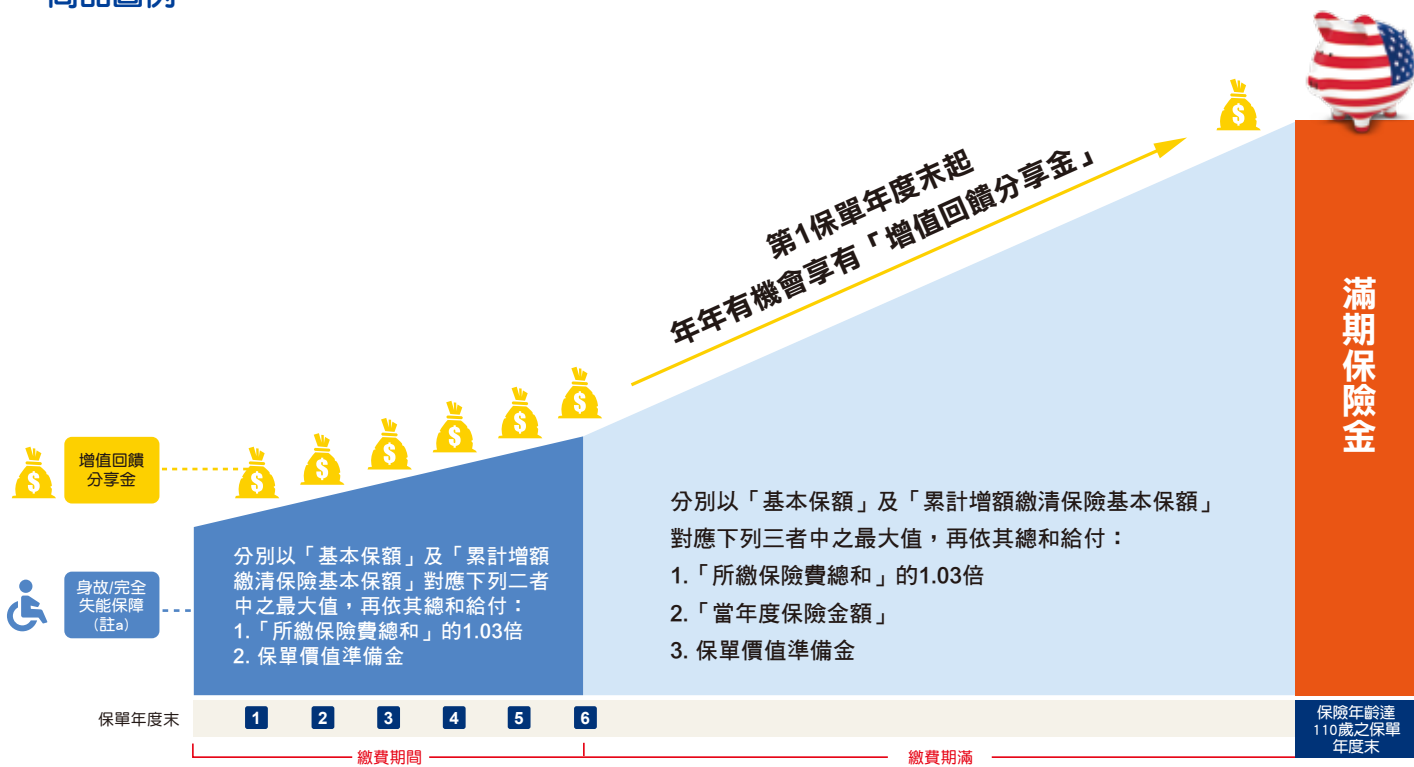 商品圖例
第1保單年度末起
年年有機會享有「增值回饋分享金」
滿期保險金
增值回饋
分享金
身故/完全
失能保障
(註a)
分別以「基本保額」及「累計增額
繳清保險基本保額」對應下列二者
中之最大值，再依其總和給付：
1.「所繳保險費總和」的1.03倍
2. 保單價值準備金
分別以「基本保額」及「累計增額繳清保險基本保額」
對應下列三者中之最大值，再依其總和給付：
1.「所繳保險費總和」的1.03倍
2.「當年度保險金額」
3. 保單價值準備金
保單年度末
1 2 3 4 5 6
保險年齡達
110歲之保單
年度末
繳費期間
繳費期滿